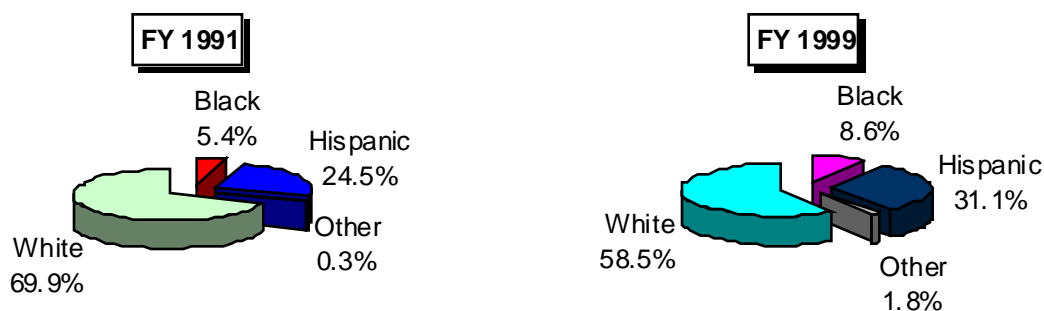 FY 1991
Black
5.4%
Hispanic
24.5%
Other
0.3%
White
69.9%
FY 1999
Black
8.6%
Hispanic
31.1%
Other
1.8%
White
58.5%